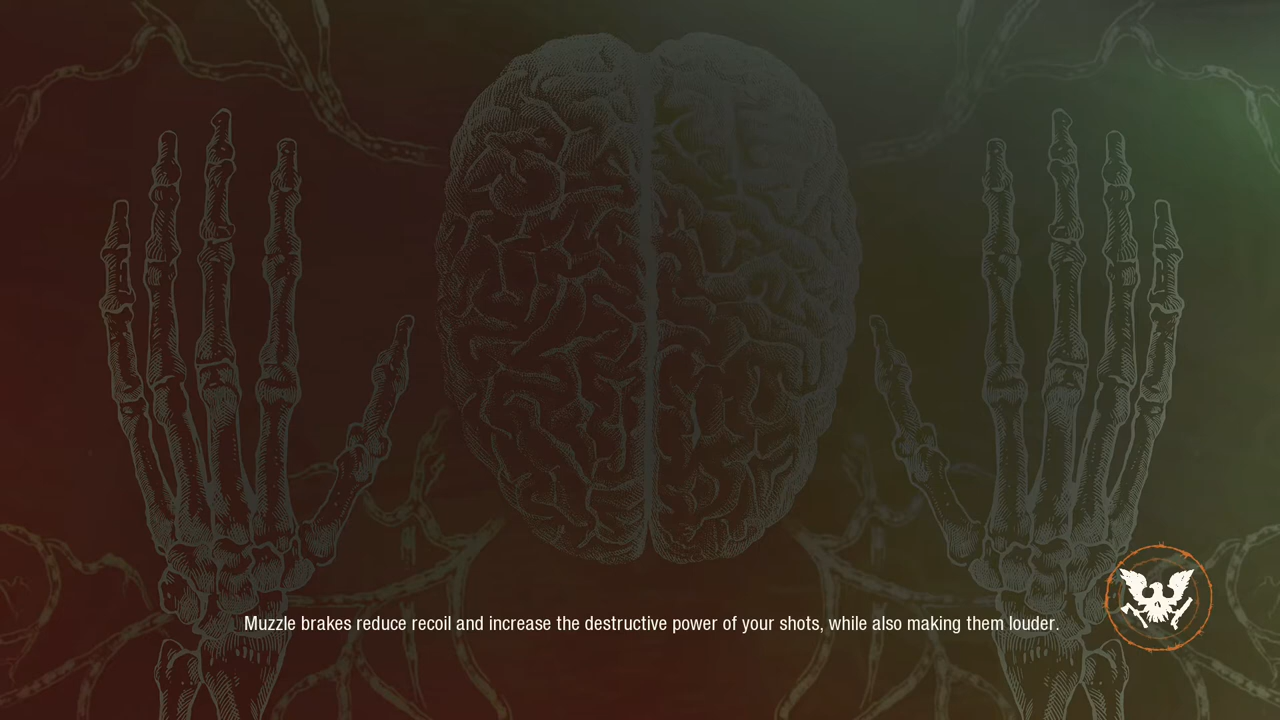 Muzzle brakes reduce recoil and increase the destructive power of your shots, while also making them louder.